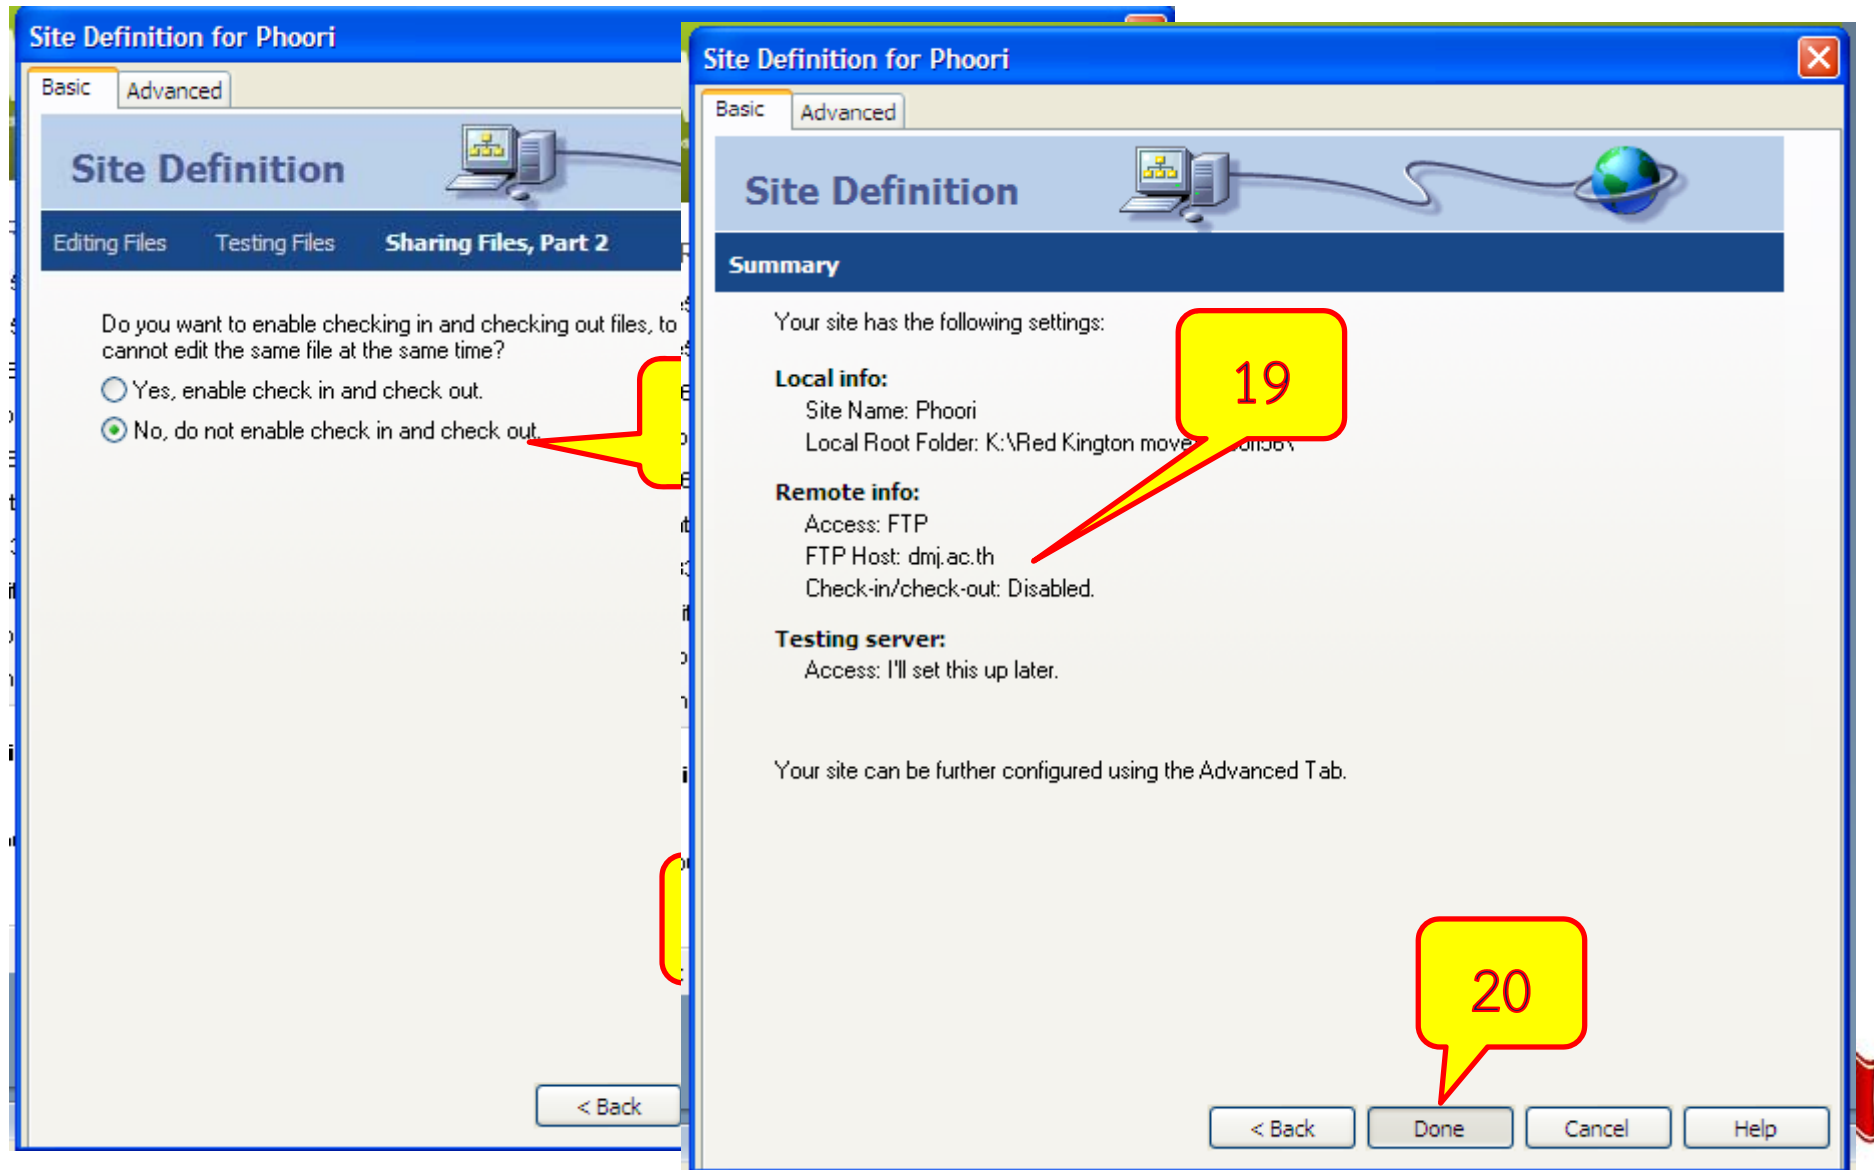 Site Definition for Phoori
Basic
Advanced
Site Definition
Editing Files
Testing Files
Sharing Files, Part 2
Do you want to enable checking in and checking out files, to
cannot edit the same file at the same time?
Yes, enable check in and check out.
No, do not enable check in and check out.
< Back
Site Definition for Phoori
Basic
Advanced
Site Definition
Summary
Your site has the following settings:
19
Local info:
Site Name: Phoori
Local Root Folder: K:\Red Kington move
Remote info:
Access: FTP
FTP Host: dmj.ac.th
Check-in/check-out: Disabled.
Testing server:
Access: I'll set this up later.
Your site can be further configured using the Advanced Tab.
20
< Back
Done
Cancel
Help